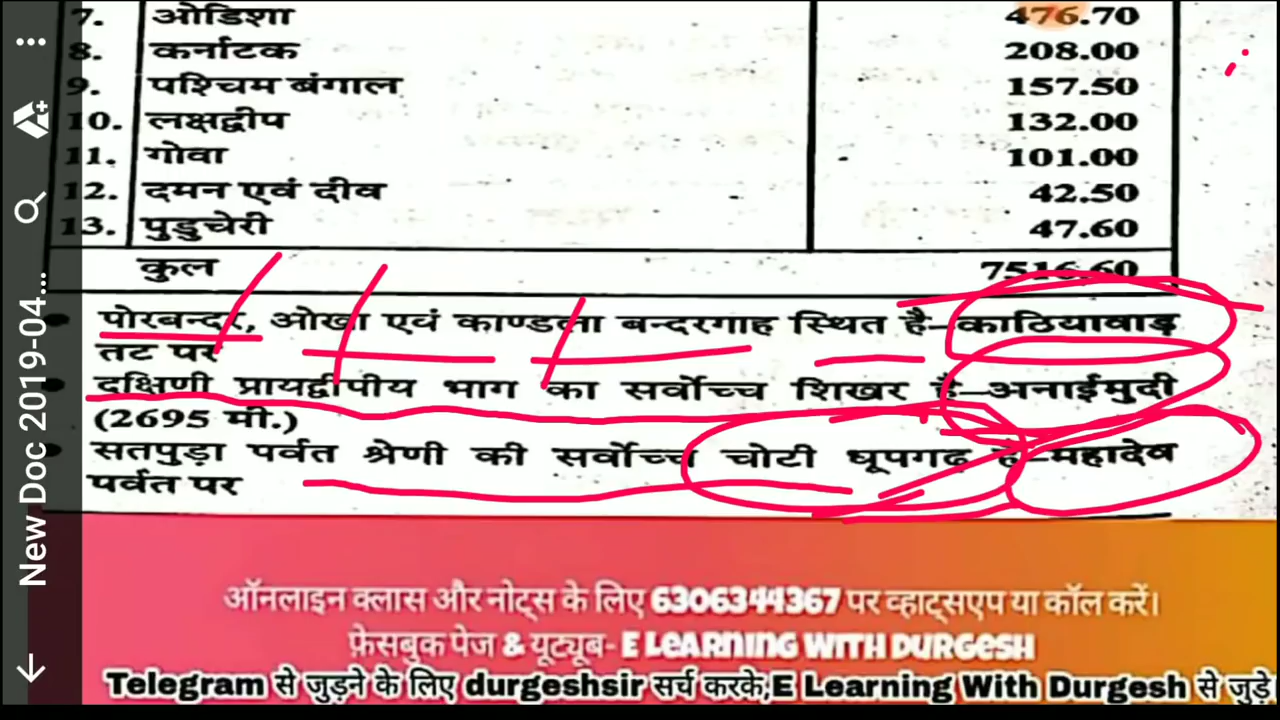 7. ओडिशा 476.70
8. कर्नाटक 208.00
9. पश्चिम बंगाल 157.50
10. लक्षद्वीप 132.00
11. गोवा 101.00
12. दमन एवं दीव 42.50
13. पुडुचेरी 47.60
कुल 7516.60
पोरबन्दर, ओखा एवं काण्डला बन्दरगाह स्थित है–काठियावाड़
तट पर
दक्षिणी प्रायद्वीपीय भाग का सर्वोच्च शिखर है–अनाईमुदी
(2695 मी.)
सतपुड़ा पर्वत श्रेणी की सर्वोच्च चोटी धूपगढ़ है–महादेव
पर्वत पर
New Doc 2019-04...
ऑनलाइन क्लास और नोट्स के लिए 6306344367 पर व्हाट्सएप या कॉल करें।
फ़ेसबुक पेज & यूट्यूब- E Learning with Durgesh
Telegram से जुड़ने के लिए durgeshsir सर्च करके,E Learning With Durgesh से जुड़े